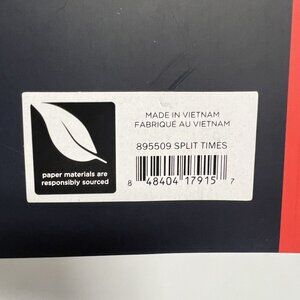 MADE IN VIETNAM
FABRIQUÉ AU VIETNAM
895509 SPLIT TIMES
8 48404 17915 7
paper materials are
responsibly sourced